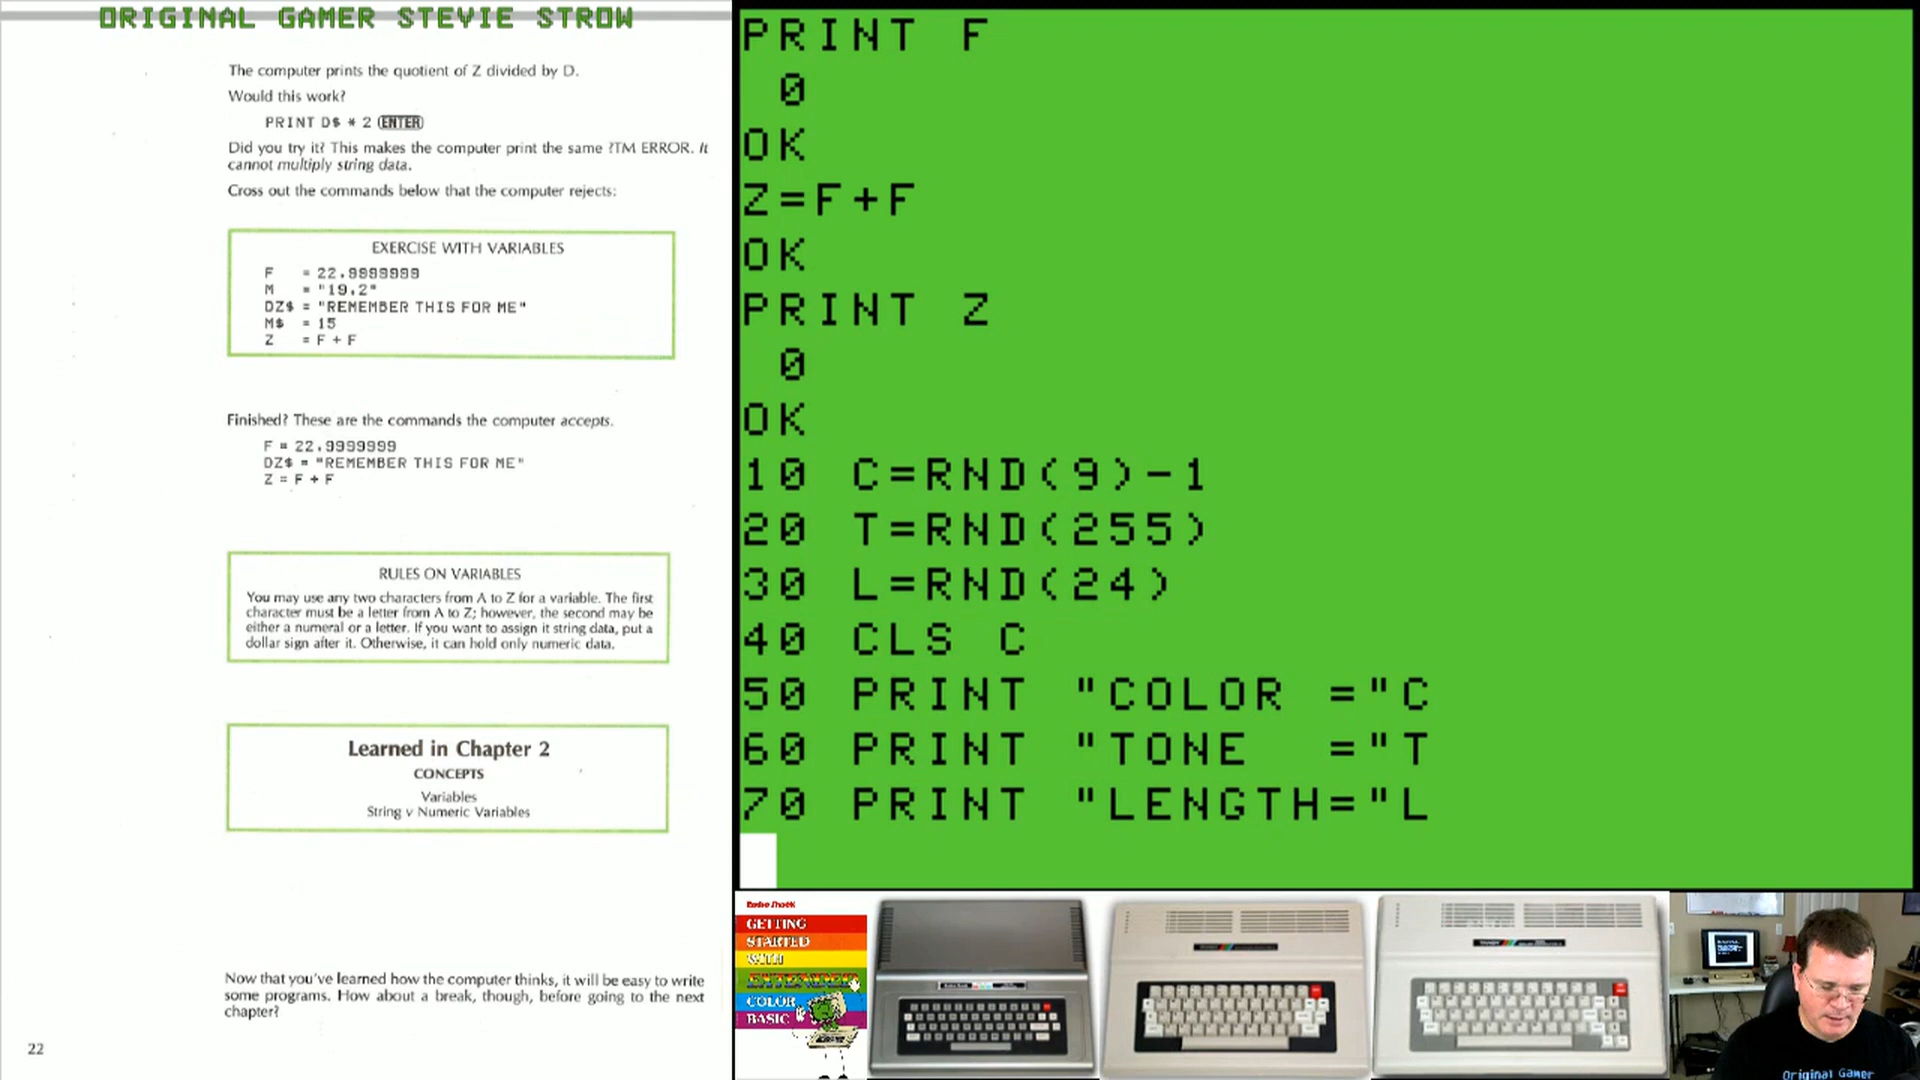 ORIGINAL GAMER STEVIE STROW
The computer prints the quotient of Z divided by D.
Would this work?
PRINT D$ * 2 (ENTER)
Did you try it? This makes the computer print the same ?TM ERROR. It
cannot multiply string data.
Cross out the commands below that the computer rejects:
EXERCISE WITH VARIABLES
F = 22.9999999
M = "19.2"
DZ$ = "REMEMBER THIS FOR ME"
M$ = 15
Z = F + F
Finished? These are the commands the computer accepts.
F = 22.9999999
DZ$ = "REMEMBER THIS FOR ME"
Z = F + F
RULES ON VARIABLES
You may use any two characters from A to Z for a variable. The first
character must be a letter from A to Z; however, the second may be
either a numeral or a letter. If you want to assign it string data, put a
dollar sign after it. Otherwise, it can hold only numeric data.
Learned in Chapter 2
CONCEPTS
Variables
String v Numeric Variables
Now that you've learned how the computer thinks, it will be easy to write
some programs. How about a break, though, before going to the next
chapter?
22
PRINT F
0
OK
Z=F+F
OK
PRINT Z
0
OK
10 C=RND(9)-1
20 T=RND(255)
30 L=RND(24)
40 CLS C
50 PRINT "COLOR ="C
60 PRINT "TONE  ="T
70 PRINT "LENGTH="L
Radio Shack
GETTING
STARTED
WITH
EXTENDED
COLOR
BASIC
Original Gamer